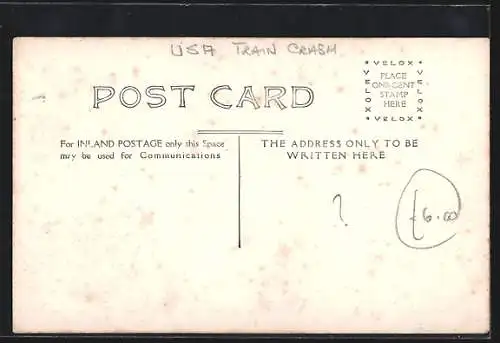 USA TRAIN CRASH
POST CARD
VELOX
VELOX
VELOX
VELOX
PLACE
ONE CENT
STAMP
HERE
For INLAND POSTAGE only this Space
may be used for Communications
THE ADDRESS ONLY TO BE
WRITTEN HERE
?
£6.00